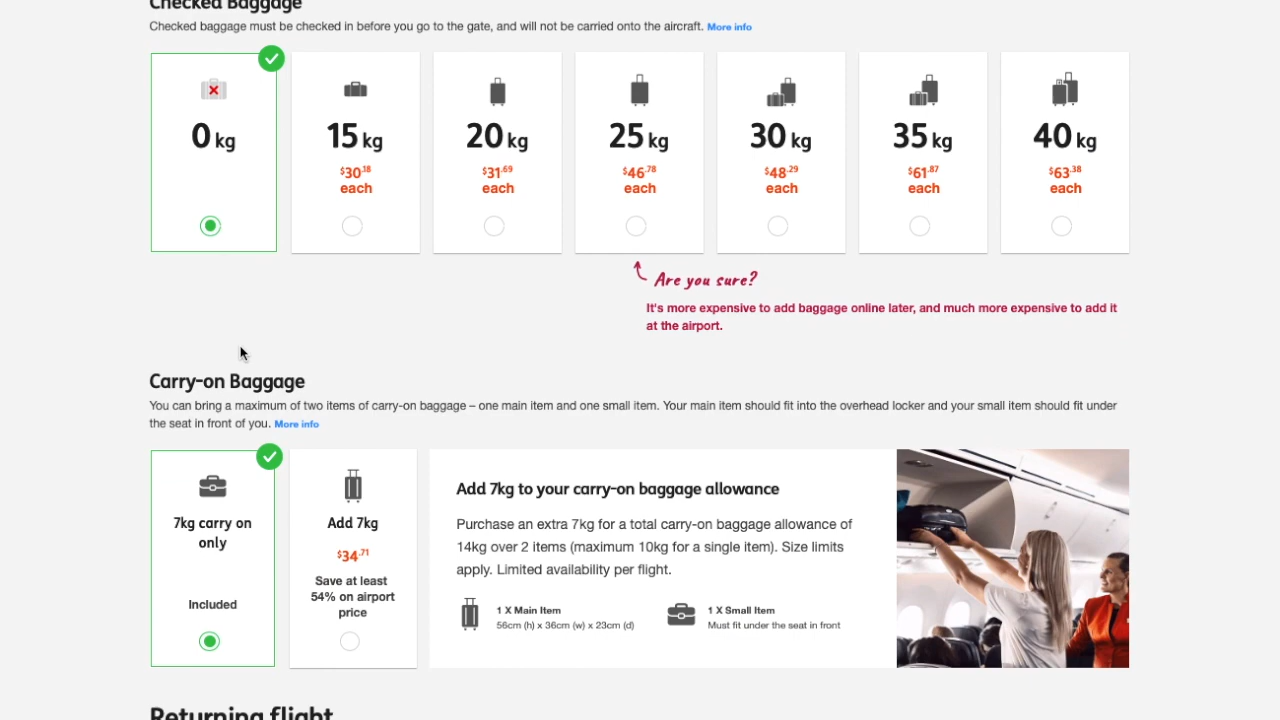 Checked Baggage
Checked baggage must be checked in before you go to the gate, and will not be carried onto the aircraft. More info
0 kg
15 kg
$30.18
each
20 kg
$31.69
each
25 kg
$46.78
each
30 kg
$48.29
each
35 kg
$61.87
each
40 kg
$63.38
each
Are you sure?
It's more expensive to add baggage online later, and much more expensive to add it
at the airport.
Carry-on Baggage
You can bring a maximum of two items of carry-on baggage – one main item and one small item. Your main item should fit into the overhead locker and your small item should fit under
the seat in front of you. More info
7kg carry on
only
Included
Add 7kg
$34.71
Save at least
54% on airport
price
Add 7kg to your carry-on baggage allowance
Purchase an extra 7kg for a total carry-on baggage allowance of
14kg over 2 items (maximum 10kg for a single item). Size limits
apply. Limited availability per flight.
1 X Main Item
56cm (h) x 36cm (w) x 23cm (d)
1 X Small Item
Must fit under the seat in front
Returning flight